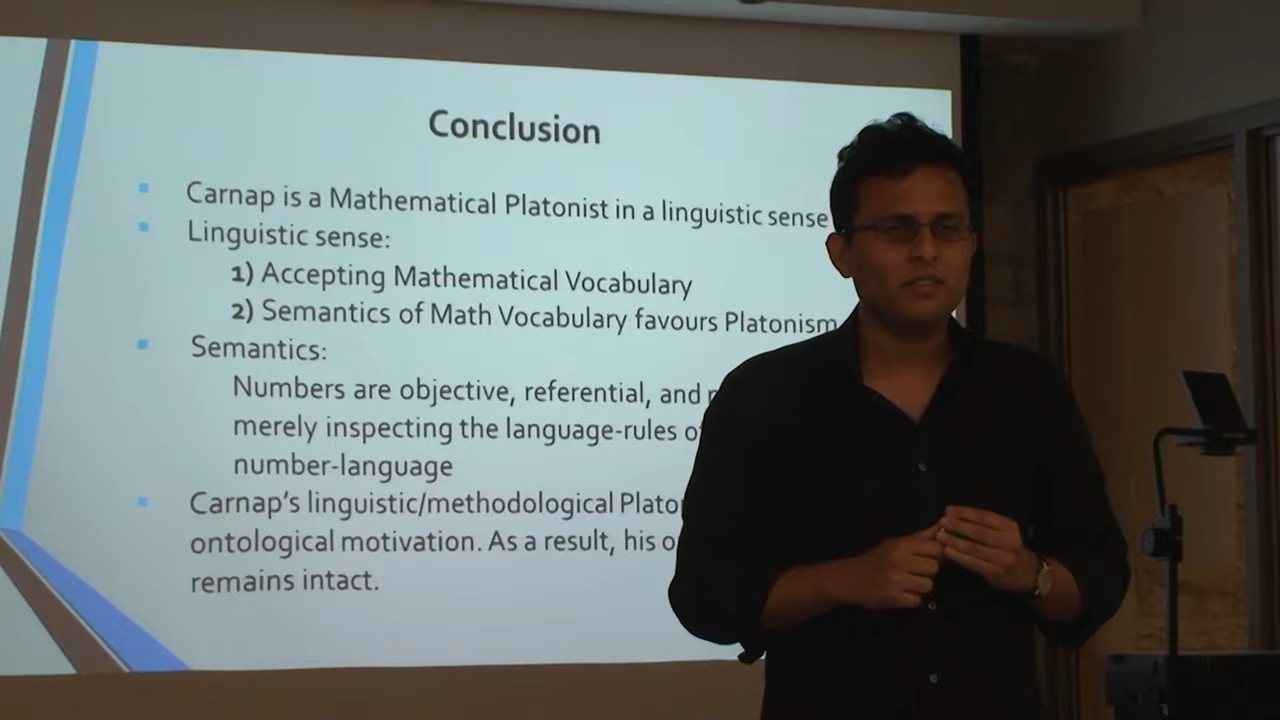 Conclusion
Carnap is a Mathematical Platonist in a linguistic sense
Linguistic sense:
1) Accepting Mathematical Vocabulary
2) Semantics of Math Vocabulary favours Platonism
Semantics:
Numbers are objective, referential, and
merely inspecting the language-rules
number-language
Carnap's linguistic/methodological
ontological motivation. As a result, his
remains intact.